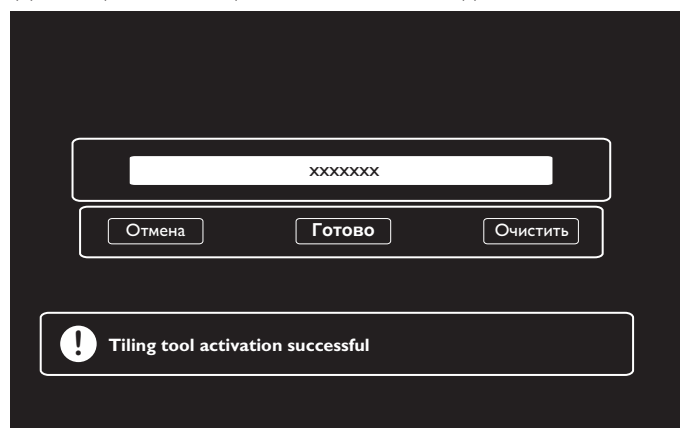 xxxxxxx
Отмена Готово Очистить
Tiling tool activation successful